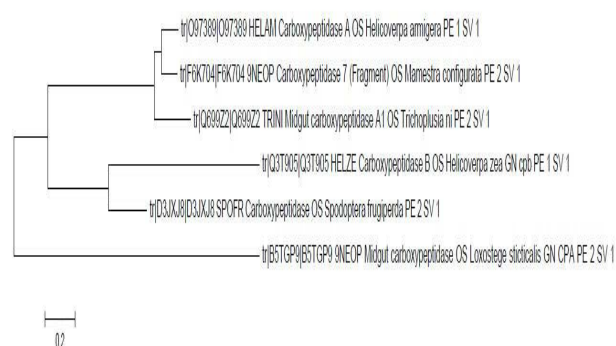 tr|O97389|O97389 HELAM Carboxypeptidase A OS Helicoverpa armigera PE 1 SV 1
tr|F6K704|F6K704 9NEOP Carboxypeptidase 7 (Fragment) OS Mamestra configurata PE 2 SV 1
tr|Q699Z2|Q699Z2 TRINI Midgut carboxypeptidase A1 OS Trichoplusia ni PE 2 SV 1
tr|Q3T905|Q3T905 HELZE Carboxypeptidase B OS Helicoverpa zea GN cpb PE 1 SV 1
tr|D3JXJ8|D3JXJ8 SPOFR Carboxypeptidase OS Spodoptera frugiperda PE 2 SV 1
tr|B5TGP9|B5TGP9 9NEOP Midgut carboxypeptidase OS Loxostege sticticalis GN CPA PE 2 SV 1
0.2